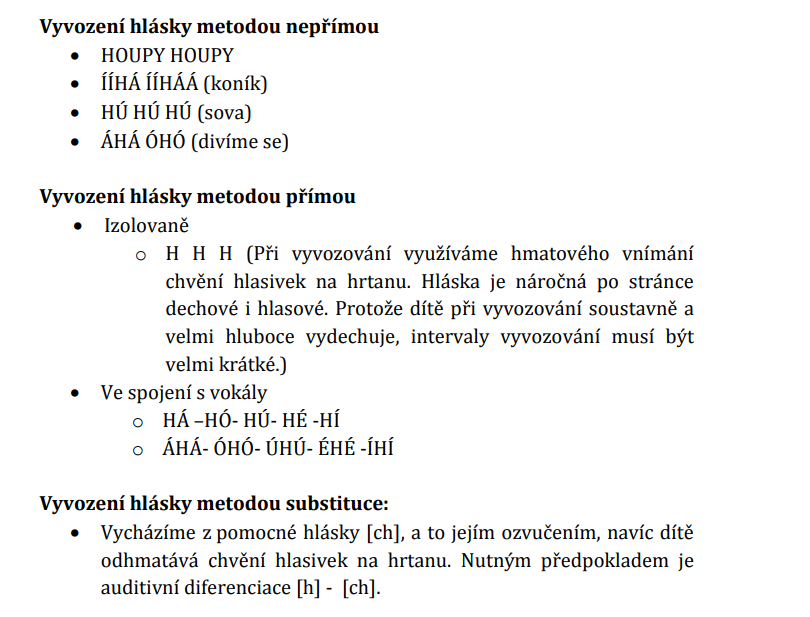 Vyvození hlásky metodou nepřímou
• HOUPY HOUPY
• ÍÍHÁ ÍÍHÁÁ (koník)
• HÚ HÚ HÚ (sova)
• ÁHÁ ÓHÓ (divíme se)
Vyvození hlásky metodou přímou
• Izolovaně
o H H H (Při vyvozování využíváme hmatového vnímání
chvění hlasivek na hrtanu. Hláska je náročná po stránce
dechové i hlasové. Protože dítě při vyvozování soustavně a
velmi hluboce vydechuje, intervaly vyvozování musí být
velmi krátké.)
• Ve spojení s vokály
o HÁ –HÓ- HÚ- HÉ -HÍ
o ÁHÁ- ÓHÓ- ÚHÚ- ÉHÉ -ÍHÍ
Vyvození hlásky metodou substituce:
• Vycházíme z pomocné hlásky [ch], a to jejím ozvučením, navíc dítě
odhmatává chvění hlasivek na hrtanu. Nutným předpokladem je
auditivní diferenciace [h] - [ch].